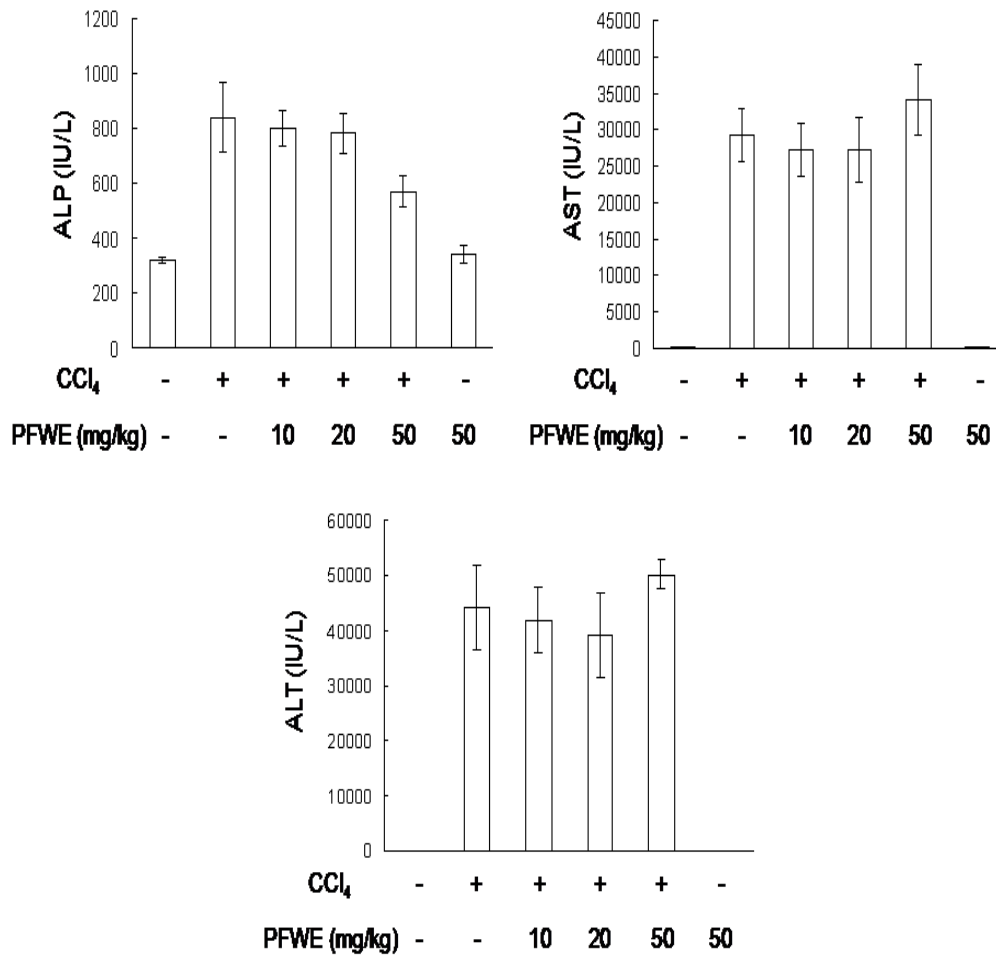 ALP (IU/L)
1200
1000
800
600
400
200
0
CCl₄ - + + + + -
PFWE (mg/kg) - - 10 20 50 50
AST (IU/L)
45000
40000
35000
30000
25000
20000
15000
10000
5000
0
CCl₄ - + + + + -
PFWE (mg/kg) - - 10 20 50 50
ALT (IU/L)
60000
50000
40000
30000
20000
10000
0
CCl₄ - + + + + -
PFWE (mg/kg) - - 10 20 50 50